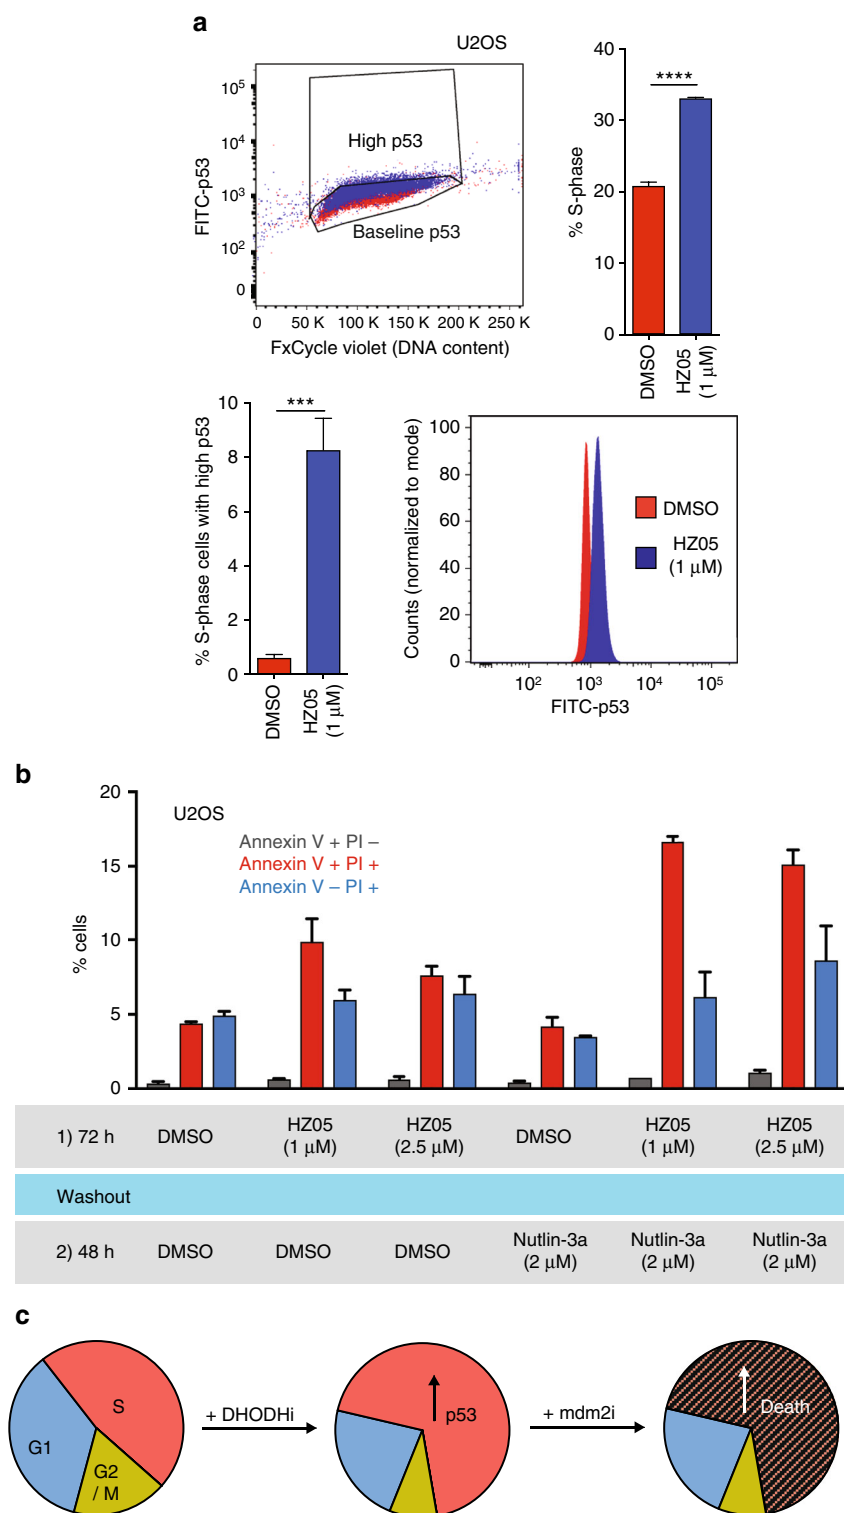 a
U2OS
FITC-p53
10⁵
10⁴
10³
10²
0
High p53
Baseline p53
0 50 K 100 K 150 K 200 K 250 K
FxCycle violet (DNA content)
% S-phase
40
30
20
10
0
****
DMSO
HZ05
(1 μM)
% S-phase cells with high p53
10
8
6
4
2
0
***
DMSO
HZ05
(1 μM)
Counts (normalized to mode)
100
80
60
40
20
0
DMSO
HZ05
(1 μM)
10² 10³ 10⁴ 10⁵
FITC-p53
b
% cells
20
15
10
5
0
U2OS
Annexin V + PI –
Annexin V + PI +
Annexin V – PI +
1) 72 h DMSO HZ05 (1 μM) HZ05 (2.5 μM) DMSO HZ05 (1 μM) HZ05 (2.5 μM)
Washout
2) 48 h DMSO DMSO DMSO Nutlin-3a (2 μM) Nutlin-3a (2 μM) Nutlin-3a (2 μM)
c
S
G1
G2
/ M
+ DHODHi
p53
+ mdm2i
Death